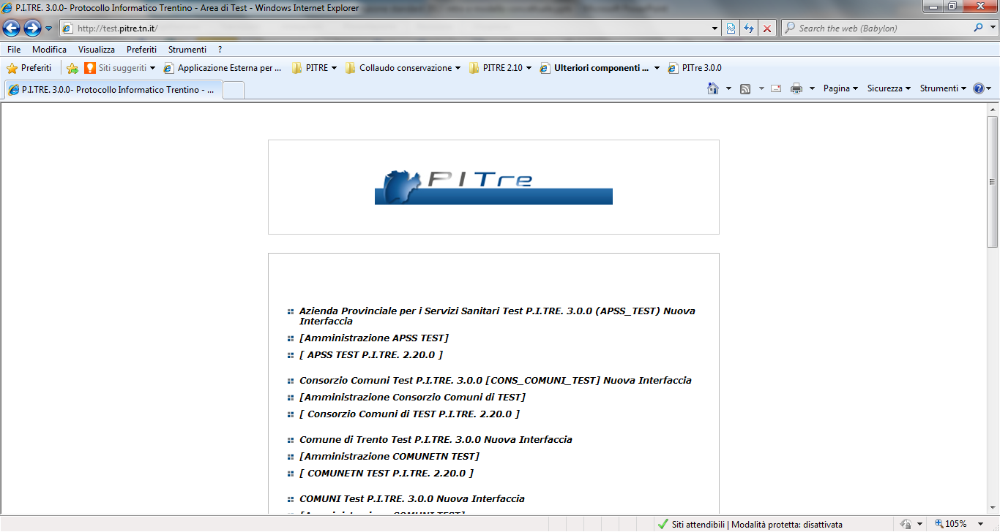 P.I.TRE. 3.0.0- Protocollo Informatico Trentino - Area di Test - Windows Internet Explorer
http://test.pitre.tn.it/
Search the web (Babylon)
File Modifica Visualizza Preferiti Strumenti ?
Preferiti Siti suggeriti Applicazione Esterna per ... PITRE Collaudo conservazione PITRE 2.10 Ulteriori componenti ... PITre 3.0.0
P.I.TRE. 3.0.0- Protocollo Informatico Trentino - ...
Pagina Sicurezza Strumenti
PITre
Azienda Provinciale per i Servizi Sanitari Test P.I.TRE. 3.0.0 (APSS_TEST) Nuova
Interfaccia
[Amministrazione APSS TEST]
[ APSS TEST P.I.TRE. 2.20.0 ]
Consorzio Comuni Test P.I.TRE. 3.0.0 [CONS_COMUNI_TEST] Nuova Interfaccia
[Amministrazione Consorzio Comuni di TEST]
[ Consorzio Comuni di TEST P.I.TRE. 2.20.0 ]
Comune di Trento Test P.I.TRE. 3.0.0 Nuova Interfaccia
[Amministrazione COMUNETN TEST]
[ COMUNETN TEST P.I.TRE. 2.20.0 ]
COMUNI Test P.I.TRE. 3.0.0 Nuova Interfaccia
[Amministrazione COMUNI TEST]
Siti attendibili | Modalità protetta: disattivata
105%